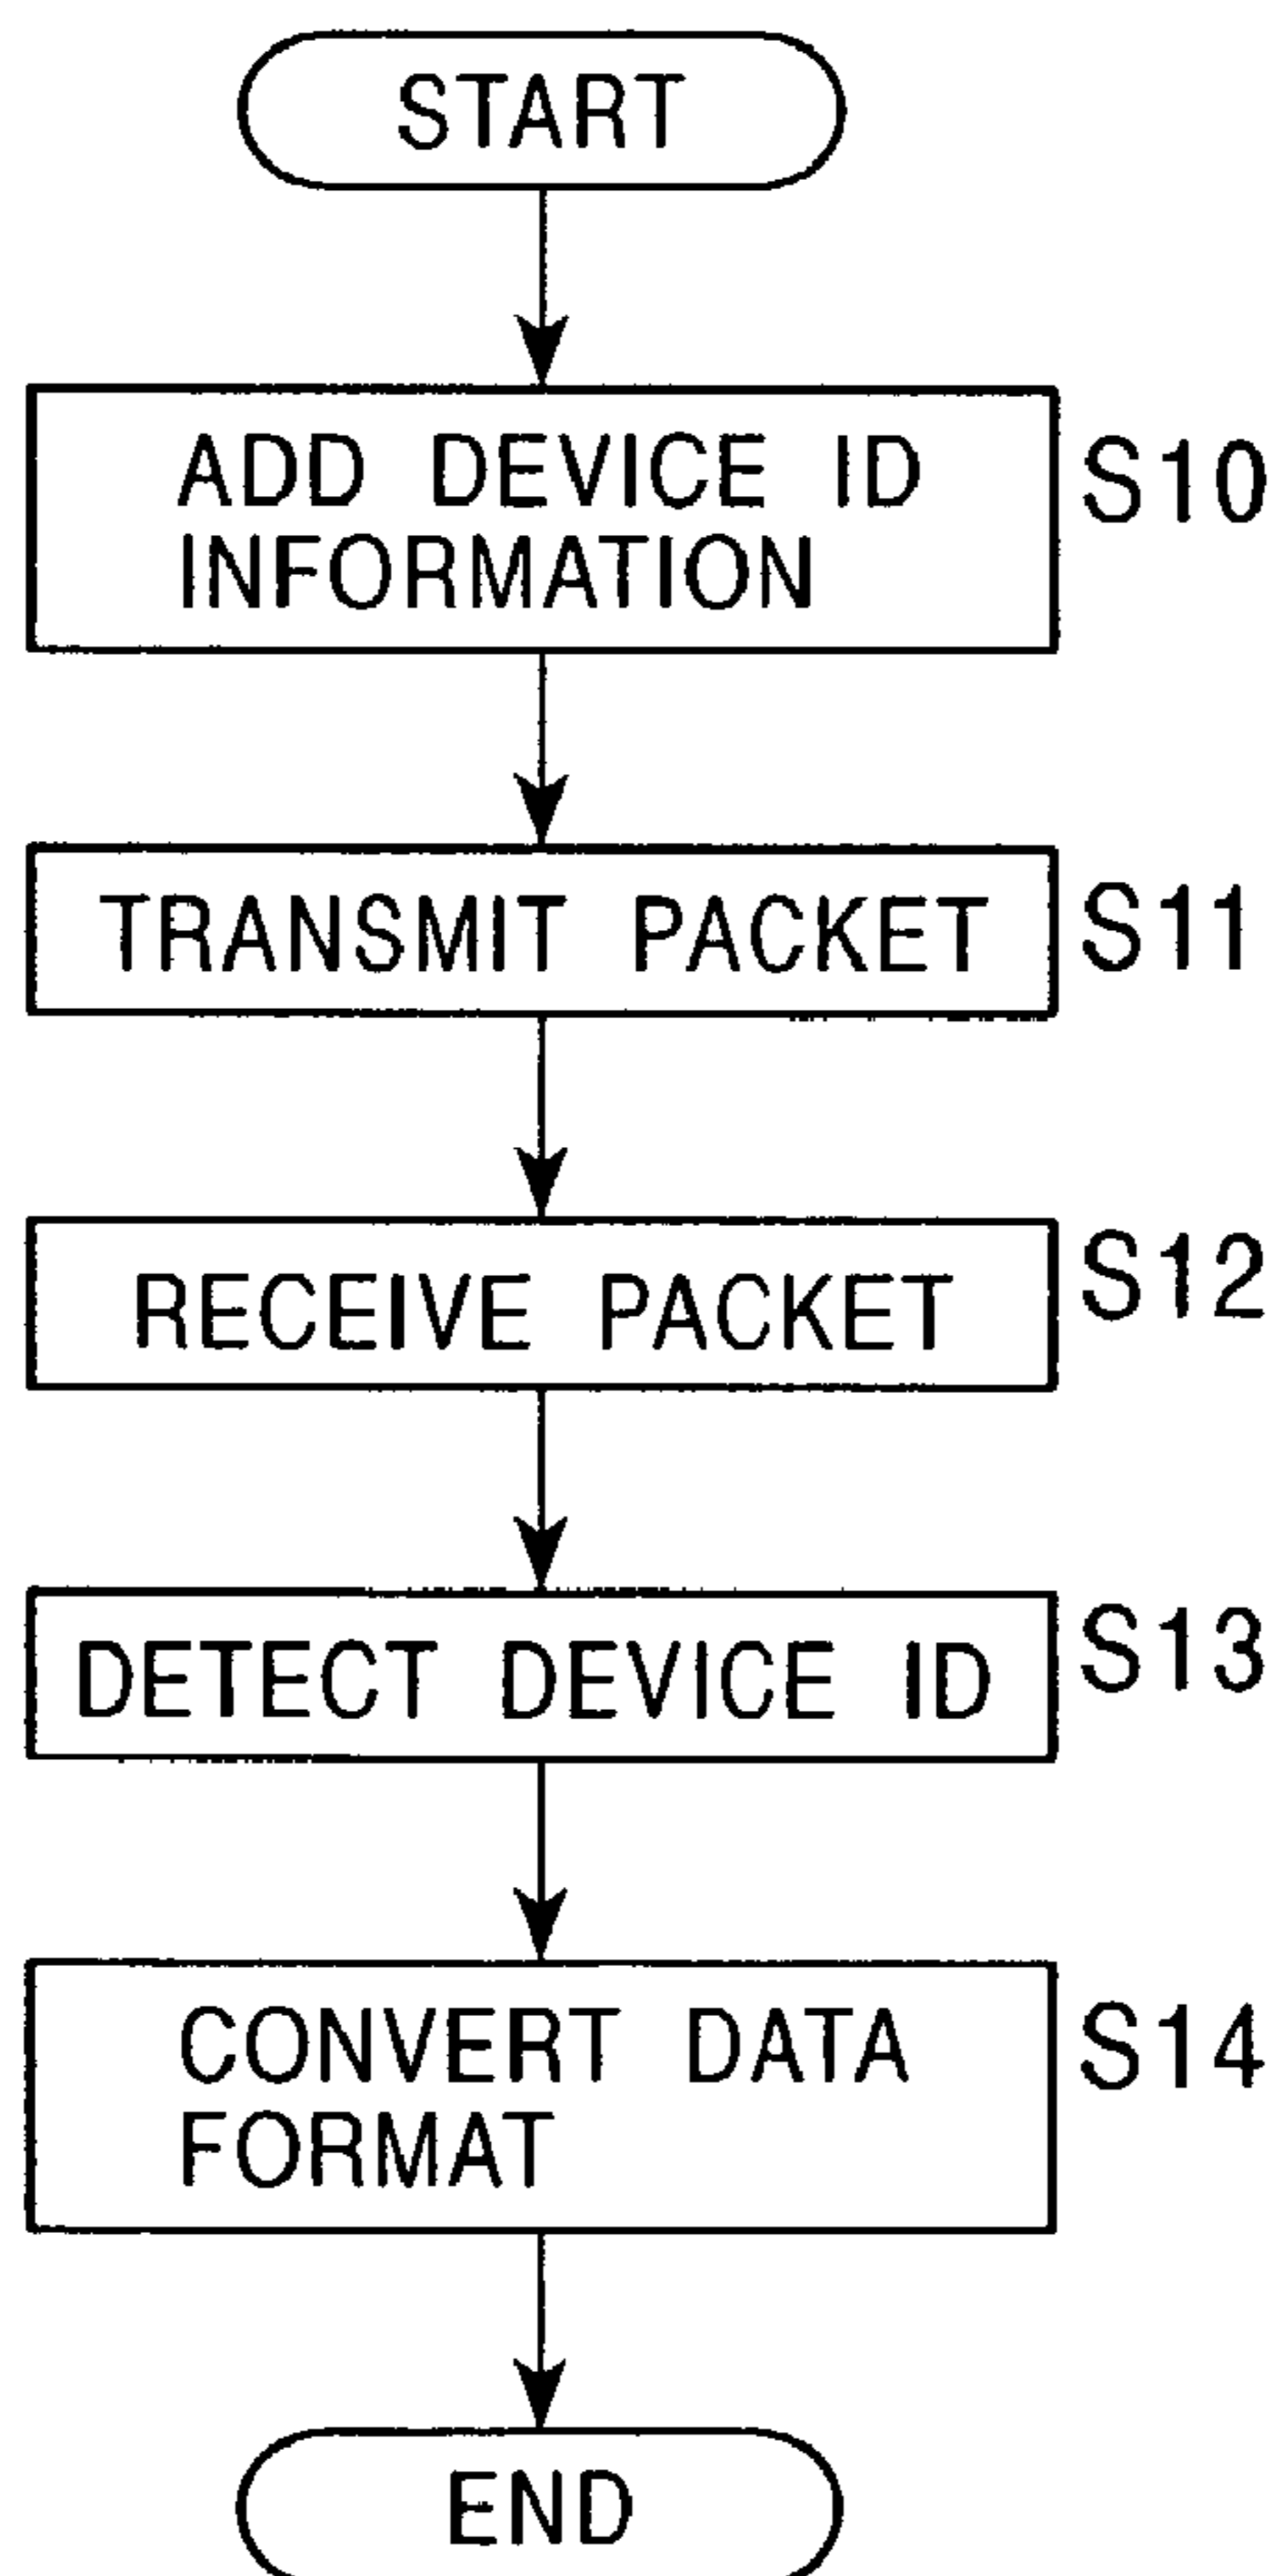 START
ADD DEVICE ID S10
INFORMATION
TRANSMIT PACKET S11
RECEIVE PACKET S12
DETECT DEVICE ID S13
CONVERT DATA S14
FORMAT
END